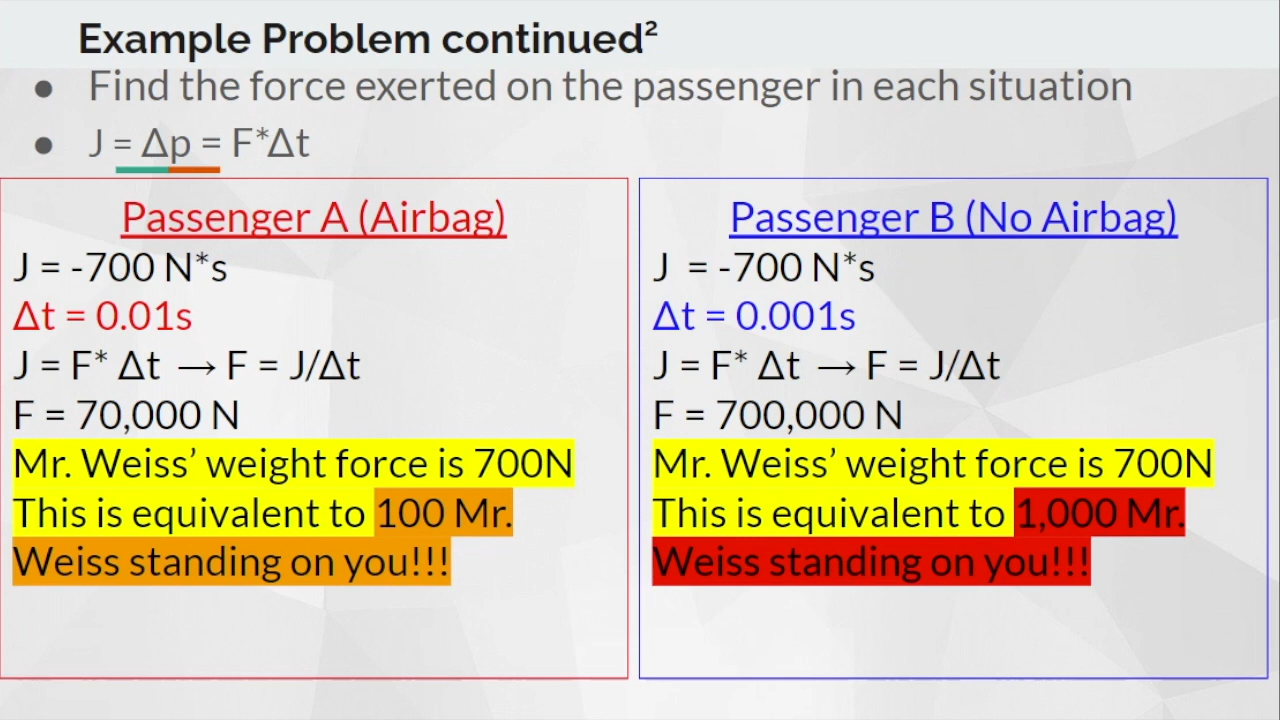 Example Problem continued²
● Find the force exerted on the passenger in each situation
● J = Δp = F*Δt
Passenger A (Airbag)
J = -700 N*s
Δt = 0.01s
J = F* Δt → F = J/Δt
F = 70,000 N
Mr. Weiss’ weight force is 700N
This is equivalent to 100 Mr.
Weiss standing on you!!!
Passenger B (No Airbag)
J = -700 N*s
Δt = 0.001s
J = F* Δt → F = J/Δt
F = 700,000 N
Mr. Weiss’ weight force is 700N
This is equivalent to 1,000 Mr.
Weiss standing on you!!!